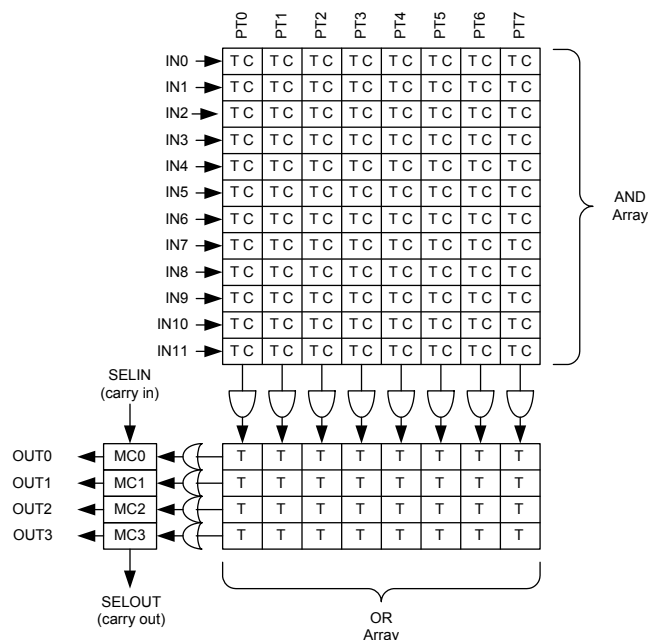 PT0 PT1 PT2 PT3 PT4 PT5 PT6 PT7
IN0 T C T C T C T C T C T C T C T C
IN1 T C T C T C T C T C T C T C T C
IN2 T C T C T C T C T C T C T C T C
IN3 T C T C T C T C T C T C T C T C
IN4 T C T C T C T C T C T C T C T C
IN5 T C T C T C T C T C T C T C T C
IN6 T C T C T C T C T C T C T C T C
IN7 T C T C T C T C T C T C T C T C
IN8 T C T C T C T C T C T C T C T C
IN9 T C T C T C T C T C T C T C T C
IN10 T C T C T C T C T C T C T C T C
IN11 T C T C T C T C T C T C T C T C
AND
Array
SELIN
(carry in)
OUT0 MC0 T T T T T T T T
OUT1 MC1 T T T T T T T T
OUT2 MC2 T T T T T T T T
OUT3 MC3 T T T T T T T T
SELOUT
(carry out)
OR
Array